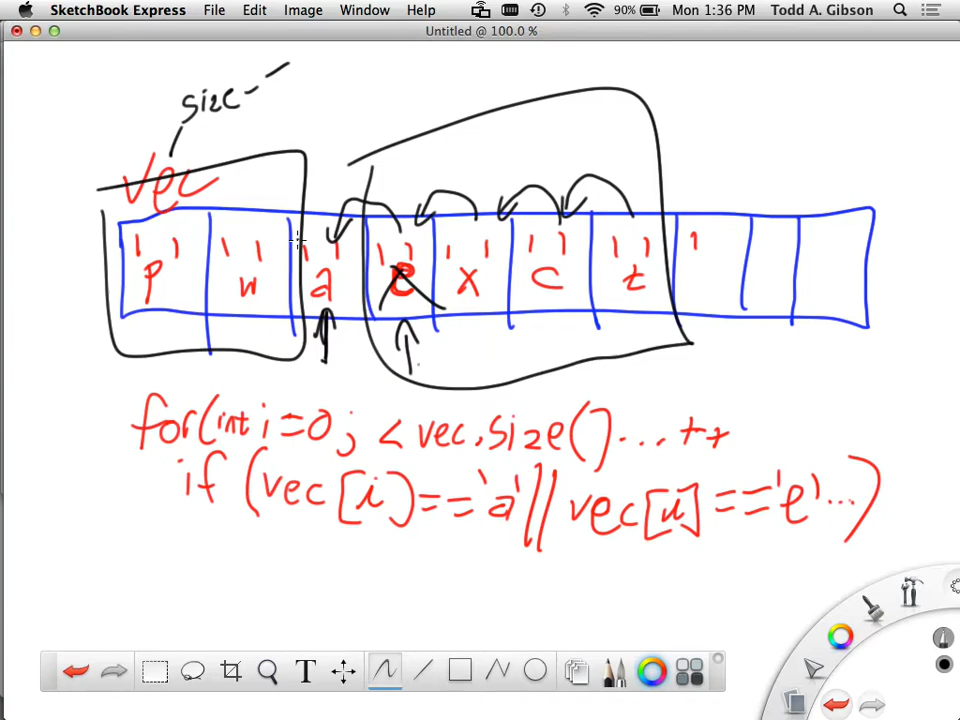 SketchBook Express File Edit Image Window Help 90% Mon 1:36 PM Todd A. Gibson
Untitled @ 100.0 %
size
vec
'p' 'w' 'a' 'e' 'x' 'c' 'z' '
for(int i=0; < vec.size()... ++
if (vec[i]=='a'|| vec[i]=='e'...)
T